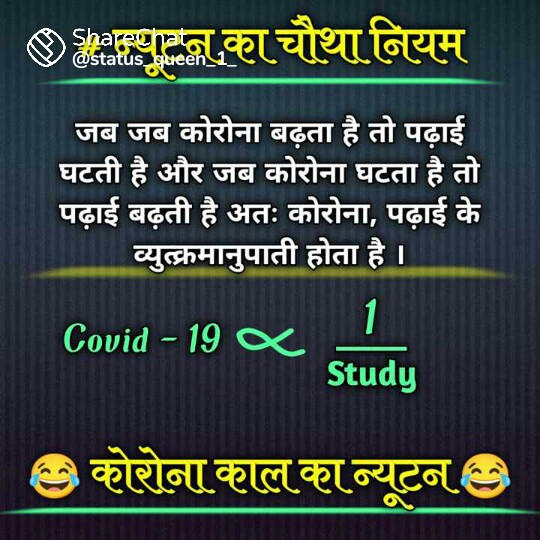 ShareChat
@status_queen_1_
# न्यूटन का चौथा नियम
जब जब कोरोना बढ़ता है तो पढ़ाई
घटती है और जब कोरोना घटता है तो
पढ़ाई बढ़ती है अतः कोरोना, पढ़ाई के
व्युत्क्रमानुपाती होता है ।
Covid - 19 ∝ 1
Study
😂 कोरोना काल का न्यूटन 😂